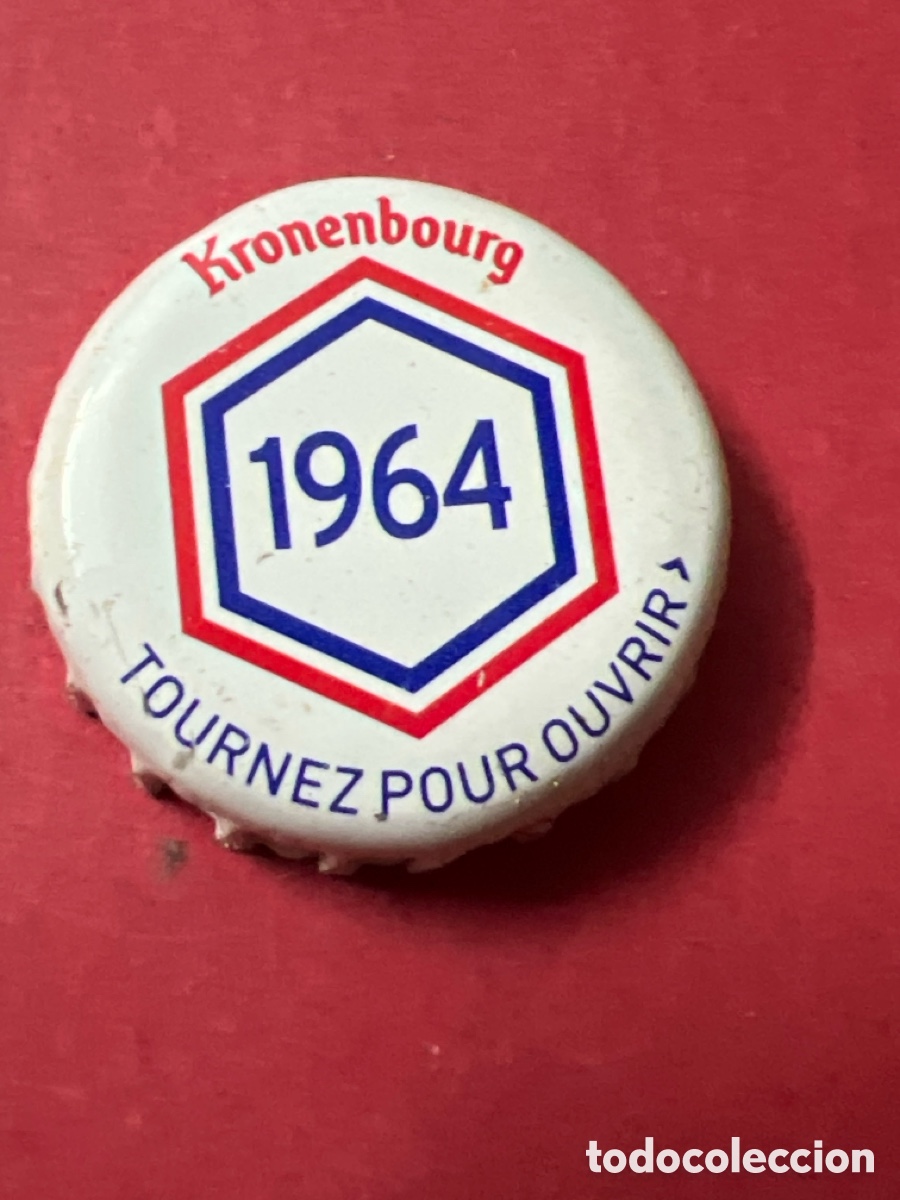 Kronenbourg
1964
TOURNEZ POUR OUVRIR >
todocoleccion